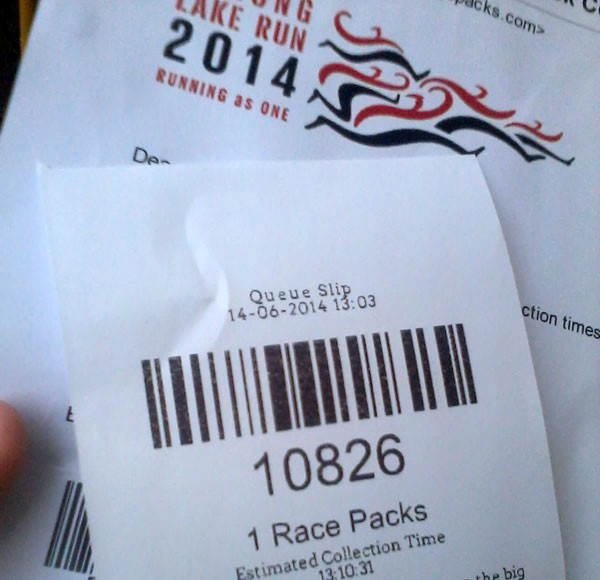 LAKE RUN
2014
RUNNING as ONE
packs.com>
Queue Slip
14-06-2014 13:03
ction times
10826
1 Race Packs
Estimated Collection Time
13:10:31
the big